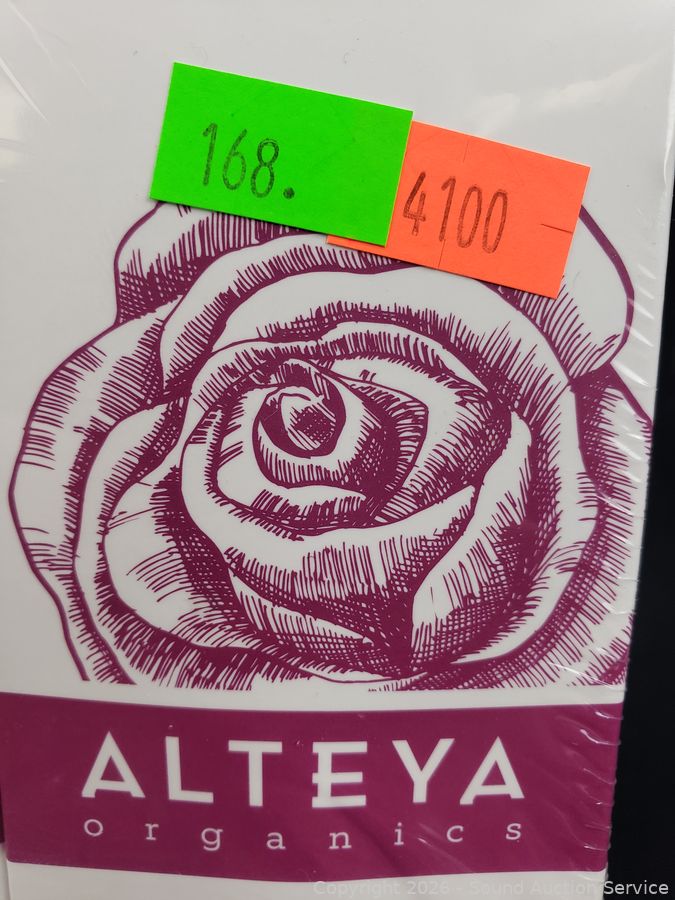 168.
4100
ALTEYA
organics
Copyright 2026 - Sound Auction Service